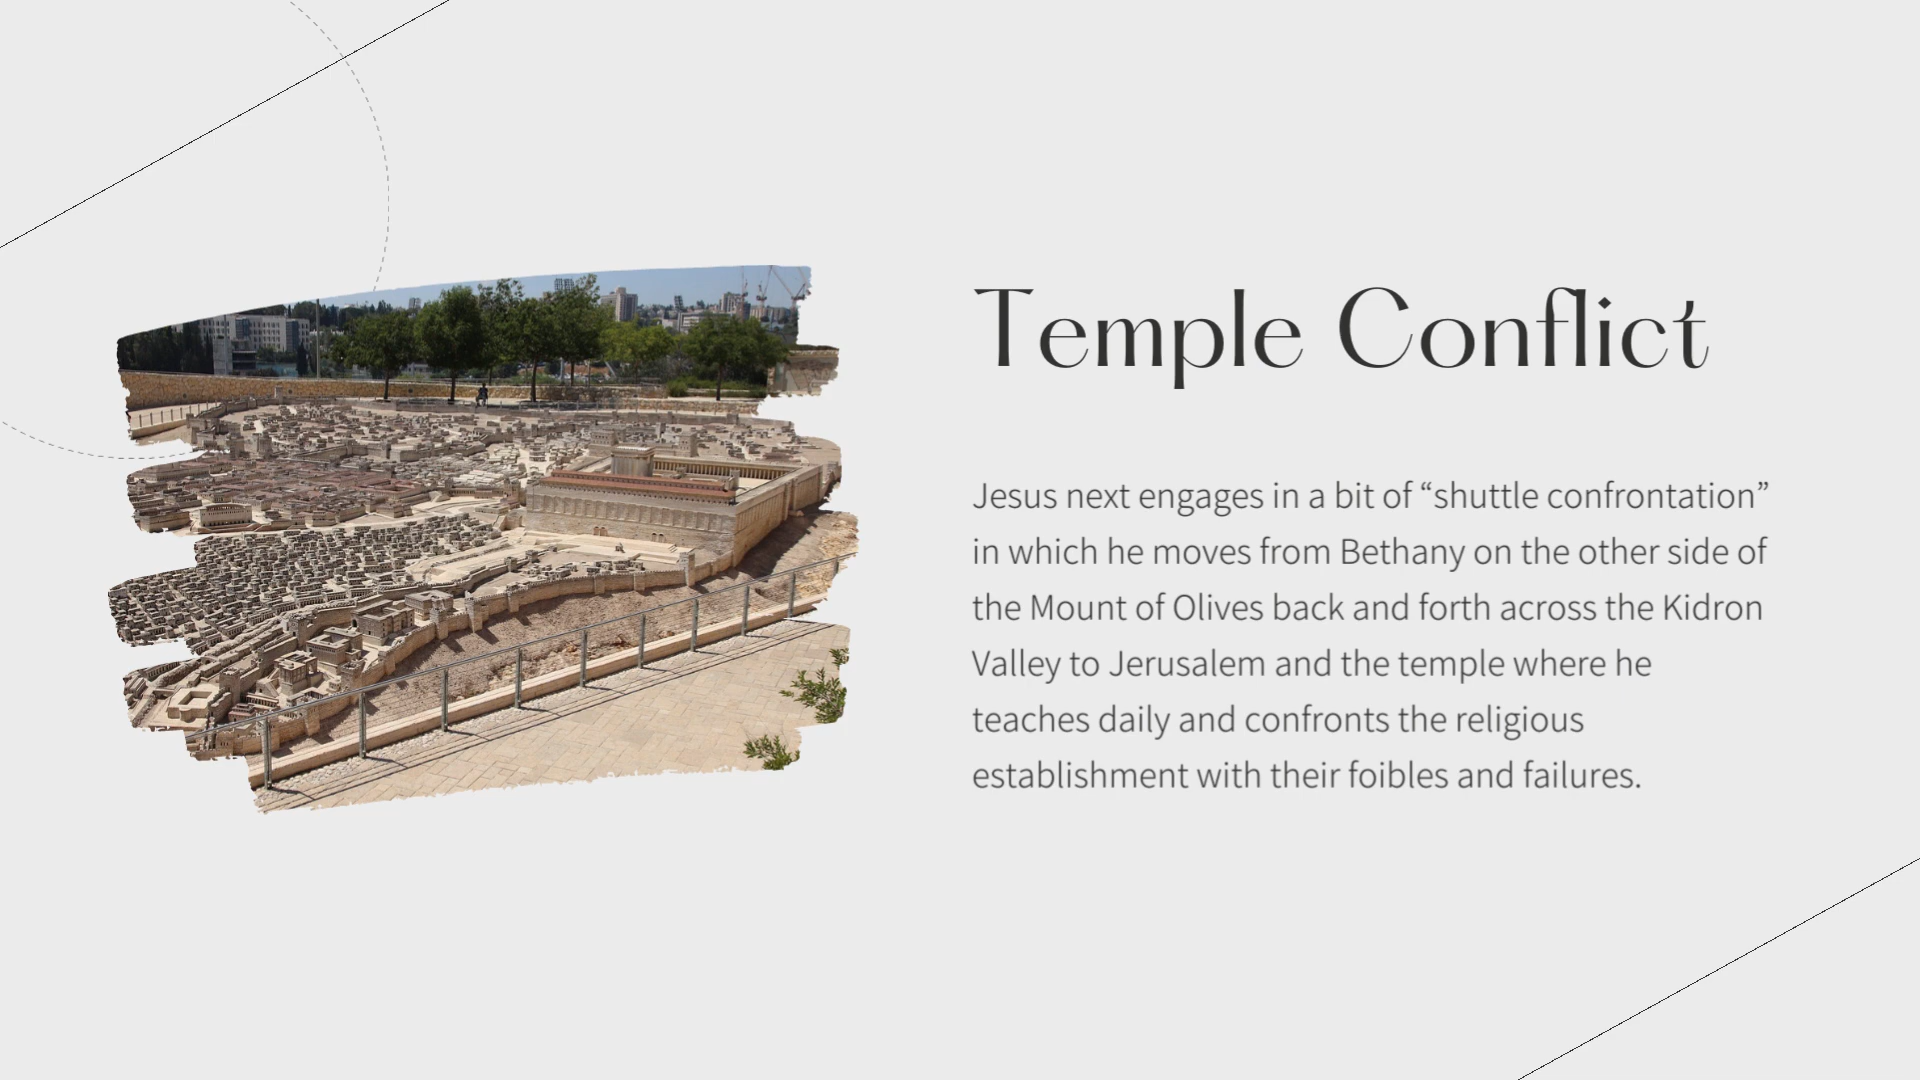 Temple Conflict
Jesus next engages in a bit of “shuttle confrontation”
in which he moves from Bethany on the other side of
the Mount of Olives back and forth across the Kidron
Valley to Jerusalem and the temple where he
teaches daily and confronts the religious
establishment with their foibles and failures.